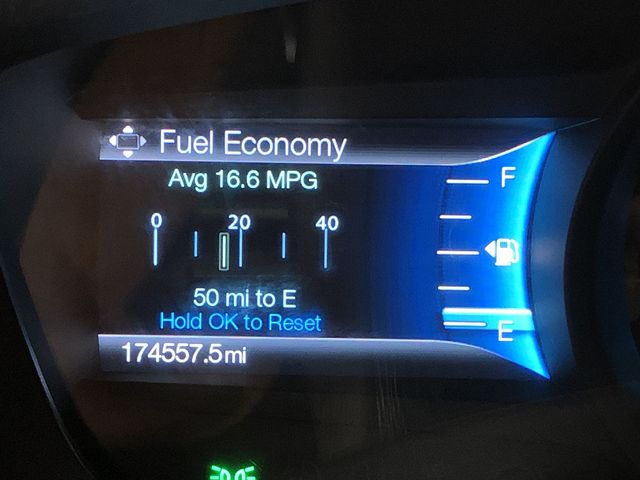 Fuel Economy
Avg 16.6 MPG
F
0 20 40
50 mi to E
Hold OK to Reset
E
174557.5mi